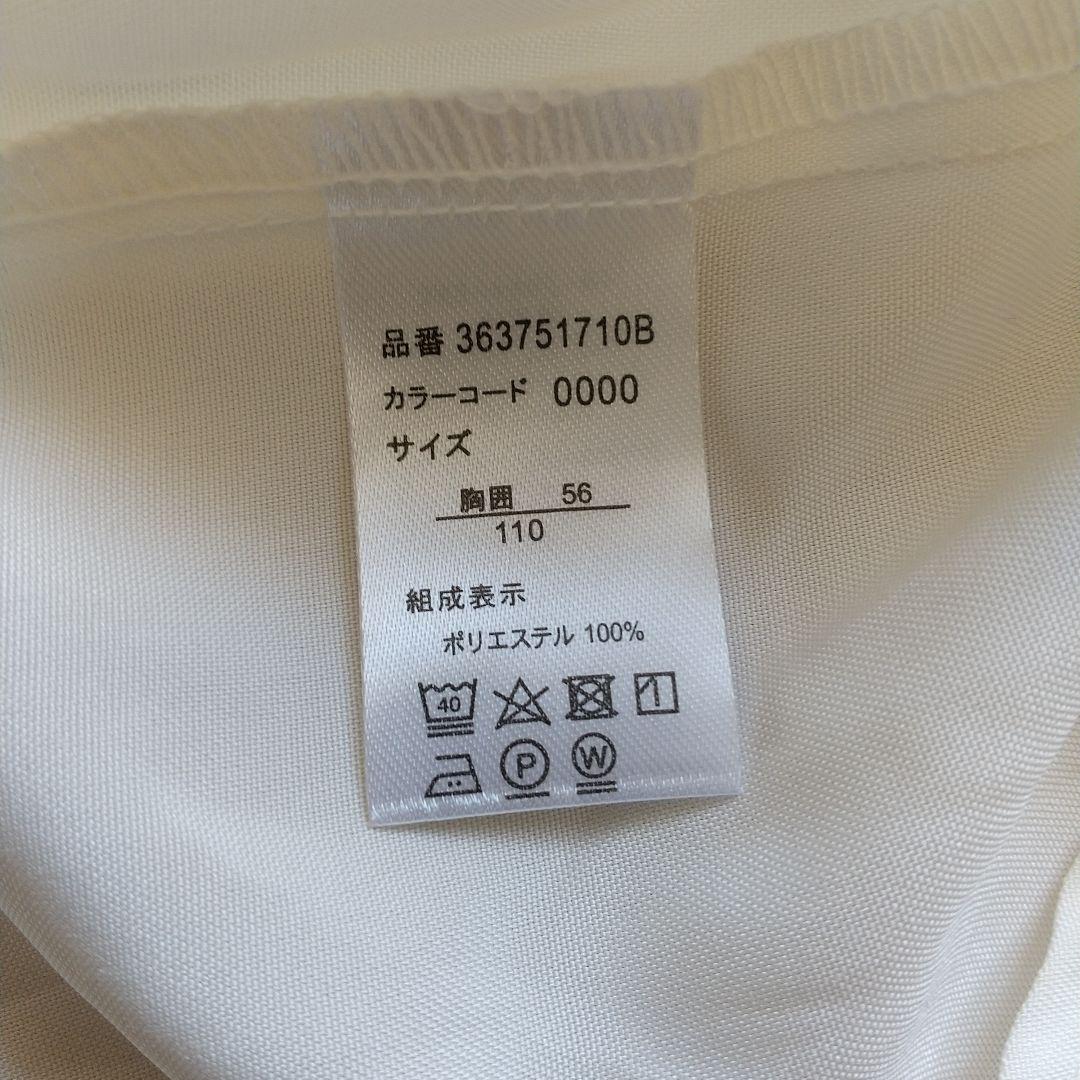 品番 363751710B
カラーコード 0000
サイズ
胸囲 56
110
組成表示
ポリエステル 100%
40
P W